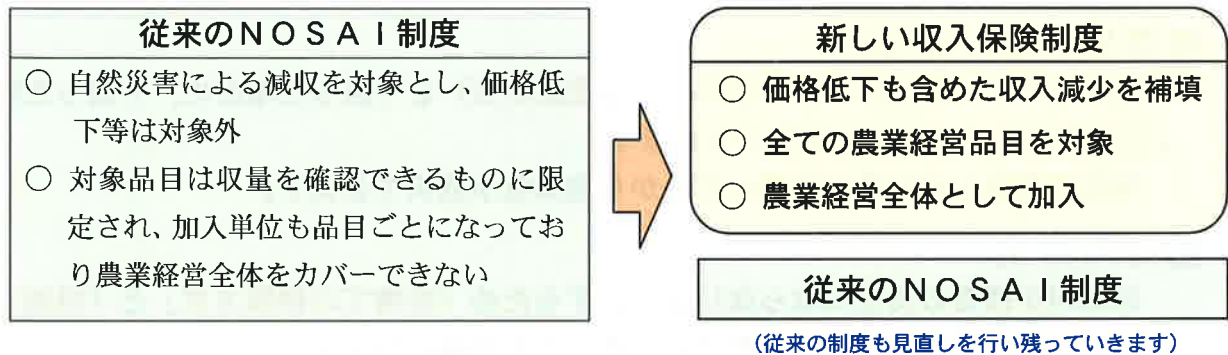 従来のNOSAI制度
○ 自然災害による減収を対象とし、価格低
下等は対象外
○ 対象品目は収量を確認できるものに限
定され、加入単位も品目ごとになってお
り農業経営全体をカバーできない
新しい収入保険制度
○ 価格低下も含めた収入減少を補填
○ 全ての農業経営品目を対象
○ 農業経営全体として加入
従来のNOSAI制度
(従来の制度も見直しを行い残っていきます)